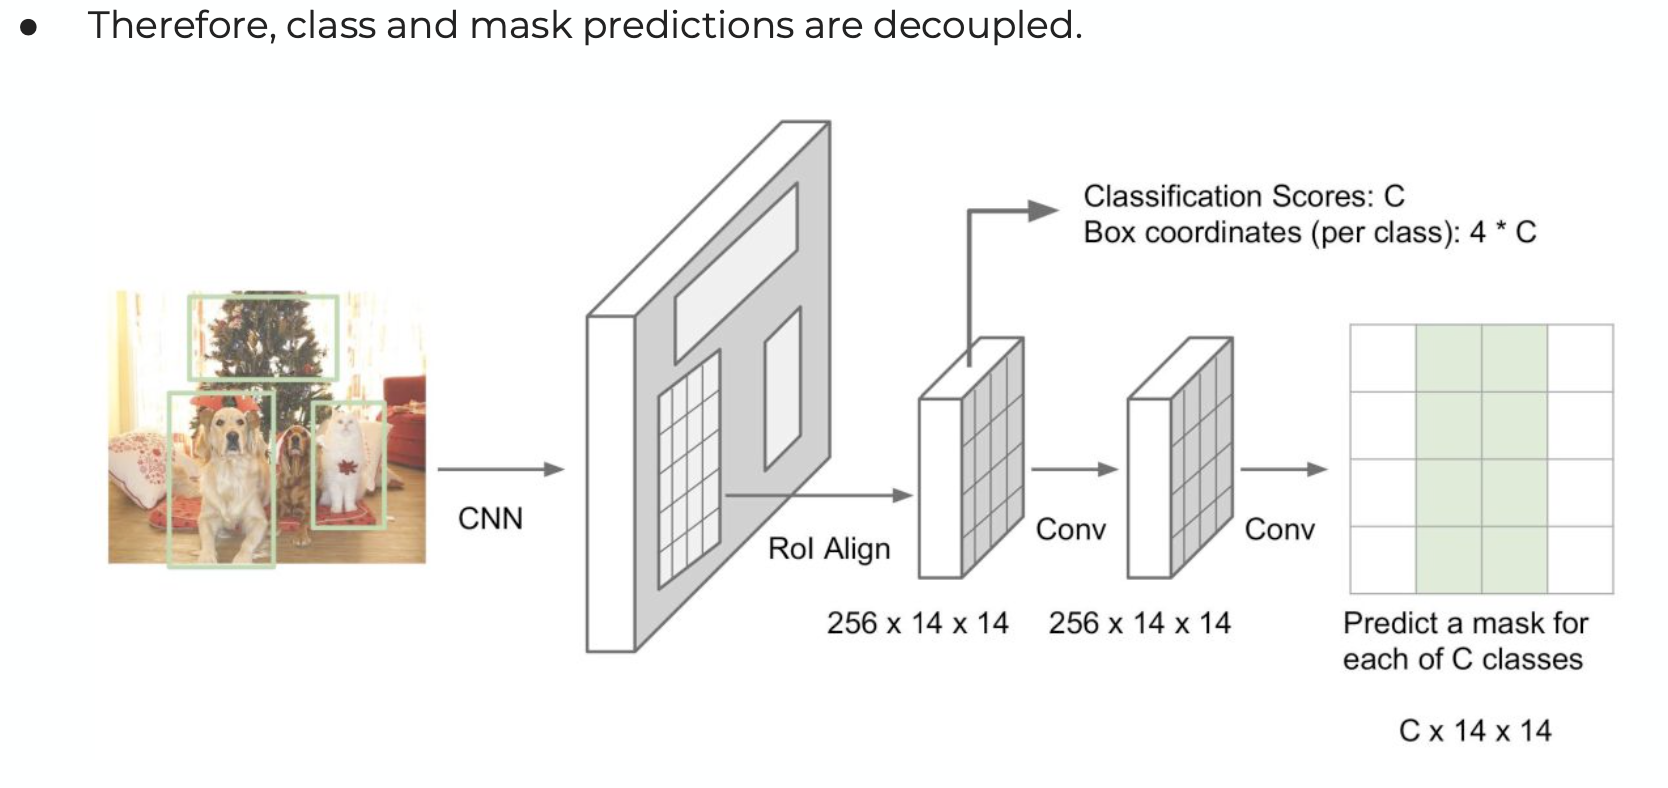 ● Therefore, class and mask predictions are decoupled.
Classification Scores: C
Box coordinates (per class): 4 * C
CNN
RoI Align
Conv
Conv
256 x 14 x 14
256 x 14 x 14
Predict a mask for
each of C classes
C x 14 x 14